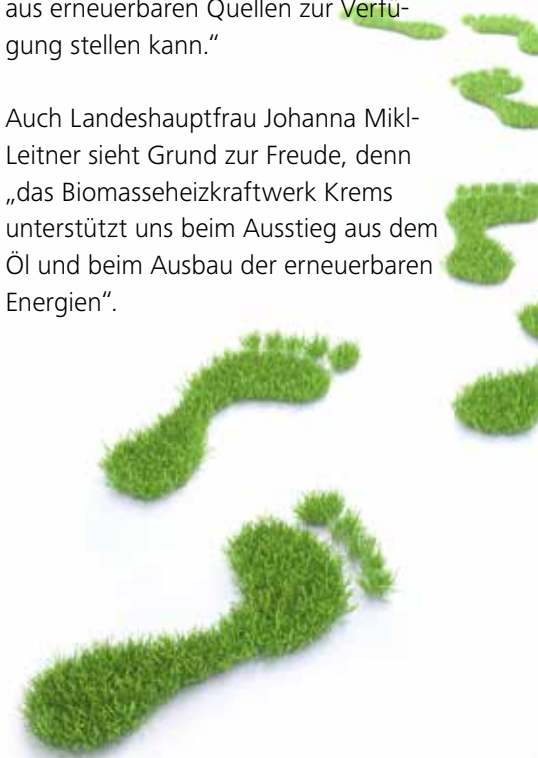 aus erneuerbaren Quellen zur Verfü-
gung stellen kann.“

Auch Landeshauptfrau Johanna Mikl-
Leitner sieht Grund zur Freude, denn
„das Biomasseheizkraftwerk Krems
unterstützt uns beim Ausstieg aus dem
Öl und beim Ausbau der erneuerbaren
Energien“.